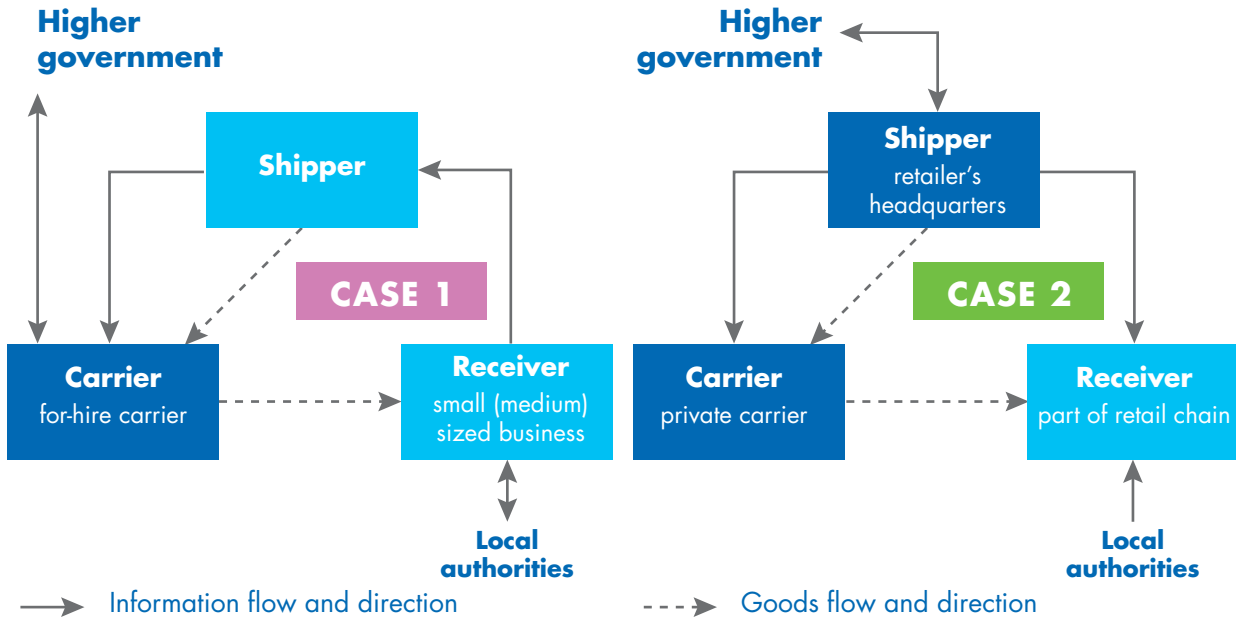 Higher
government
Shipper
CASE 1
Carrier
for-hire carrier
Receiver
small (medium)
sized business
Local
authorities
Higher
government
Shipper
retailer's
headquarters
CASE 2
Carrier
private carrier
Receiver
part of retail chain
Local
authorities
Information flow and direction
Goods flow and direction